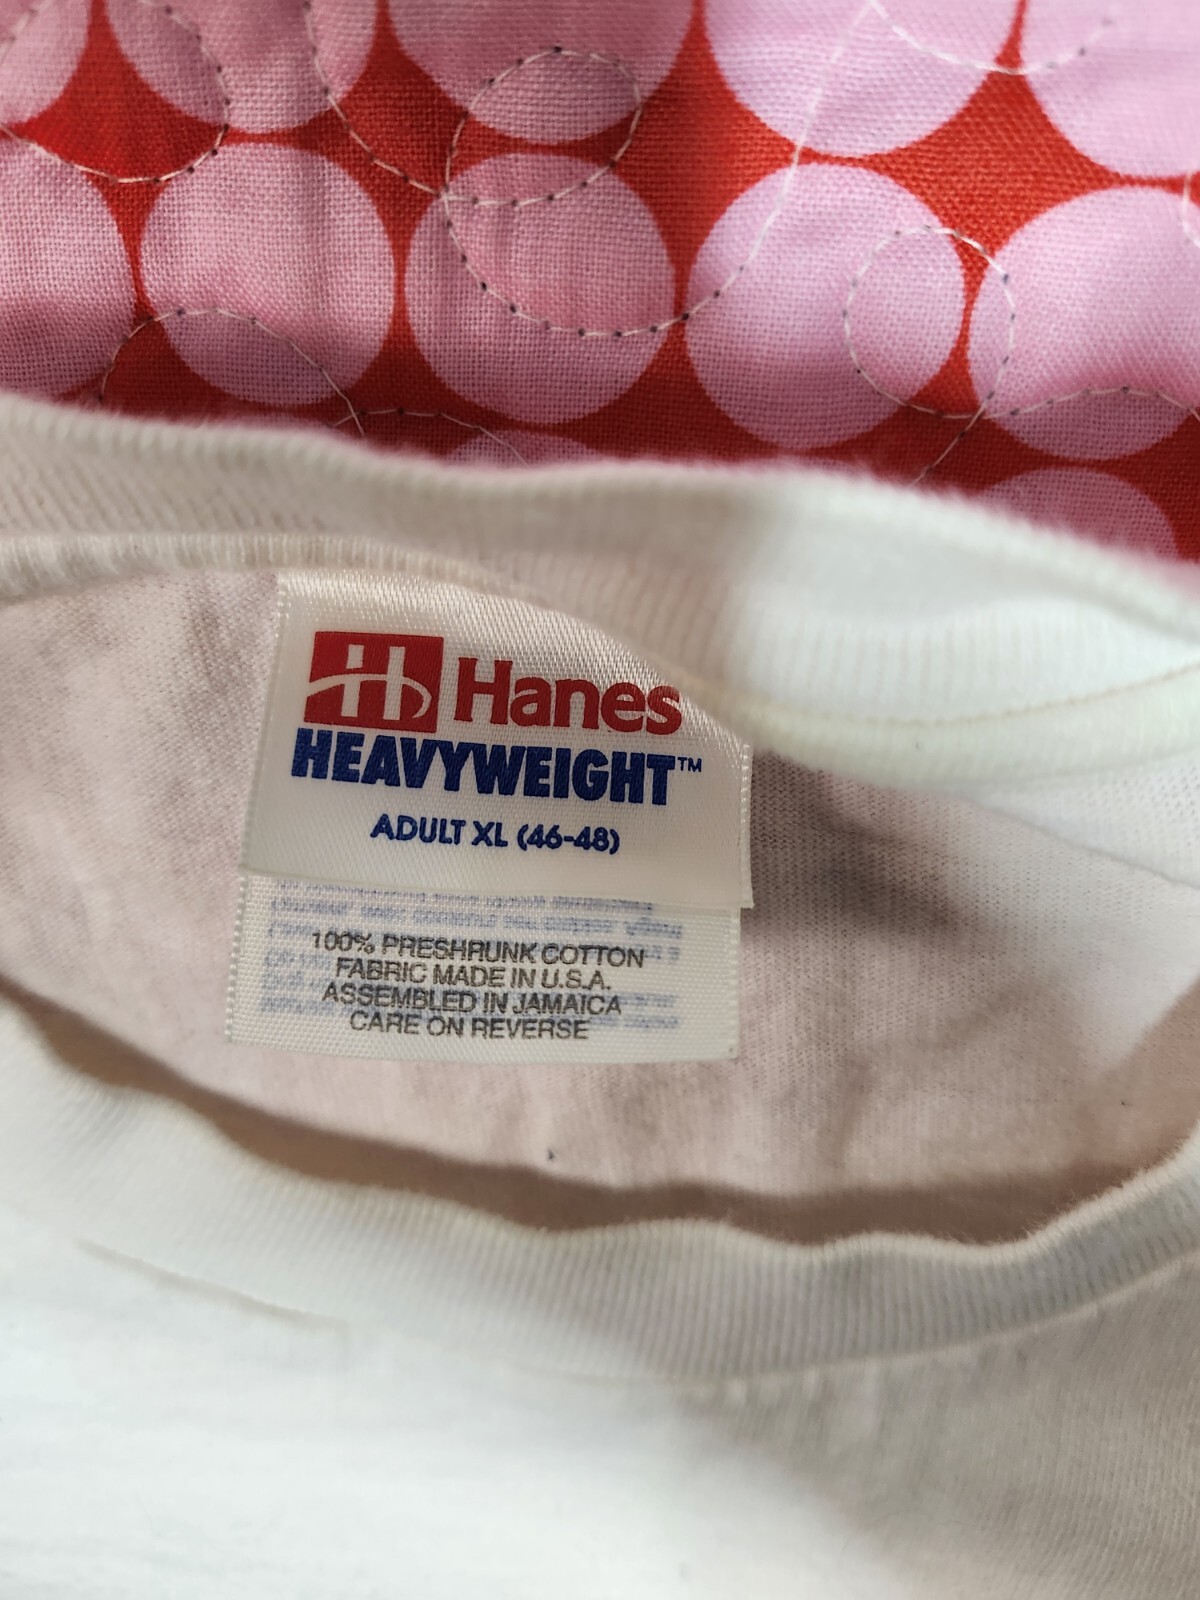 H Hanes
HEAVYWEIGHT™
ADULT XL (46-48)
100% PRESHRUNK COTTON
FABRIC MADE IN U.S.A.
ASSEMBLED IN JAMAICA
CARE ON REVERSE